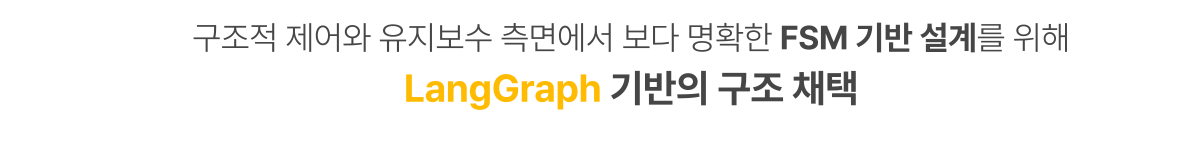 구조적 제어와 유지보수 측면에서 보다 명확한 FSM 기반 설계를 위해
LangGraph 기반의 구조 채택